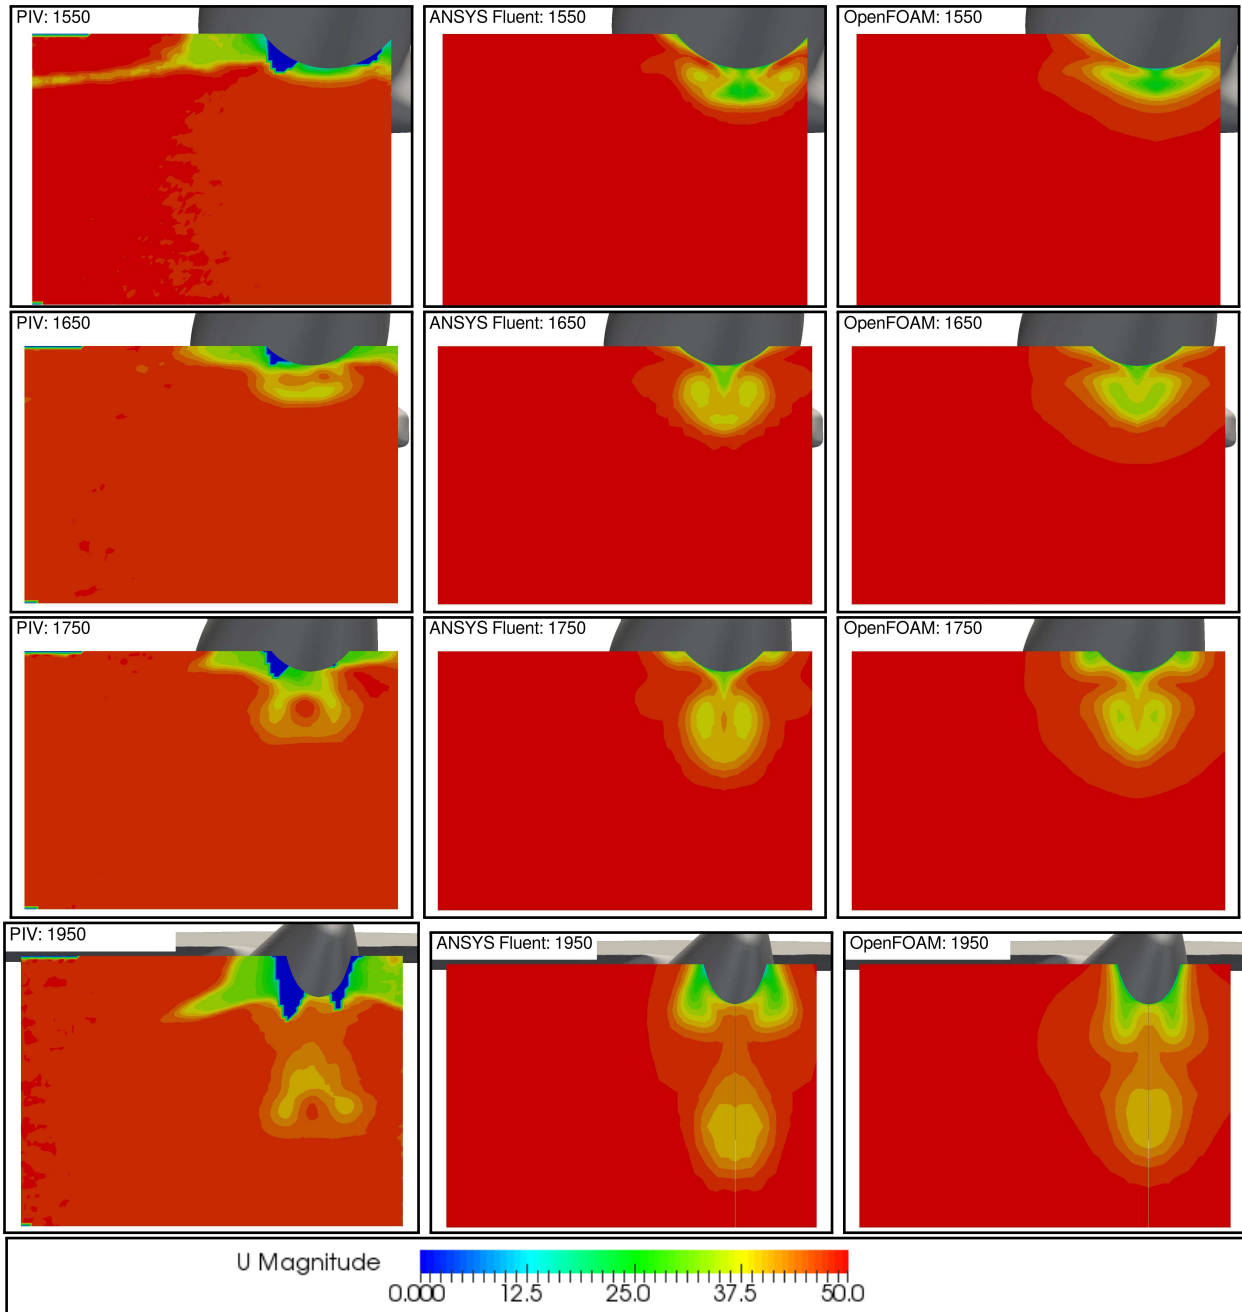 PIV: 1550
ANSYS Fluent: 1550
OpenFOAM: 1550
PIV: 1650
ANSYS Fluent: 1650
OpenFOAM: 1650
PIV: 1750
ANSYS Fluent: 1750
OpenFOAM: 1750
PIV: 1950
ANSYS Fluent: 1950
OpenFOAM: 1950
U Magnitude
0.000 12.5 25.0 37.5 50.0